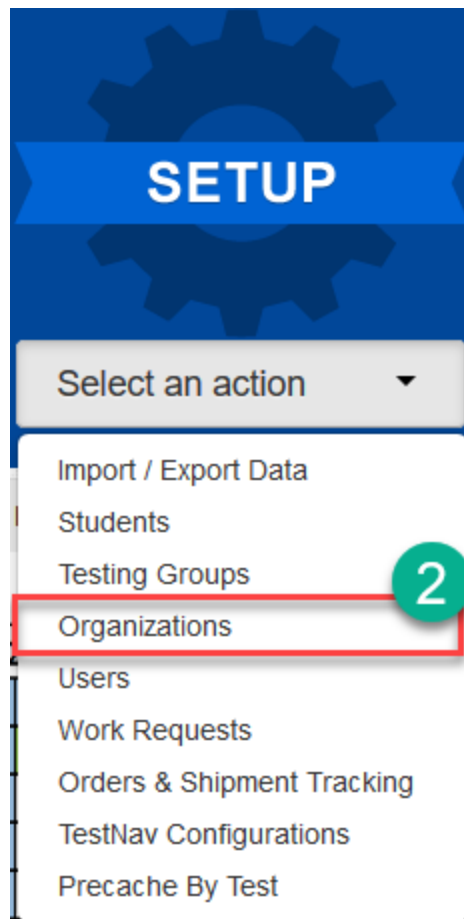 SETUP
Select an action
Import / Export Data
Students
Testing Groups
2
Organizations
Users
Work Requests
Orders & Shipment Tracking
TestNav Configurations
Precache By Test